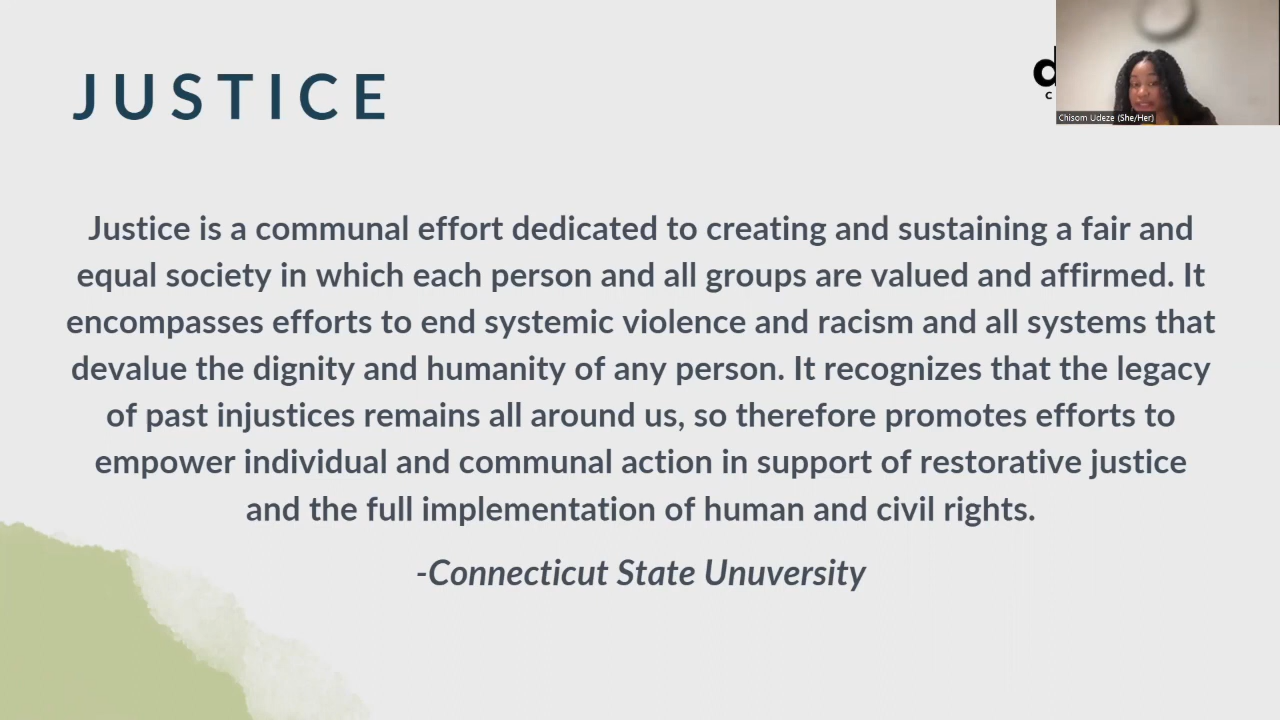 JUSTICE
d
C
Chisom Udeze (She/Her)
Justice is a communal effort dedicated to creating and sustaining a fair and
equal society in which each person and all groups are valued and affirmed. It
encompasses efforts to end systemic violence and racism and all systems that
devalue the dignity and humanity of any person. It recognizes that the legacy
of past injustices remains all around us, so therefore promotes efforts to
empower individual and communal action in support of restorative justice
and the full implementation of human and civil rights.
-Connecticut State Unuversity